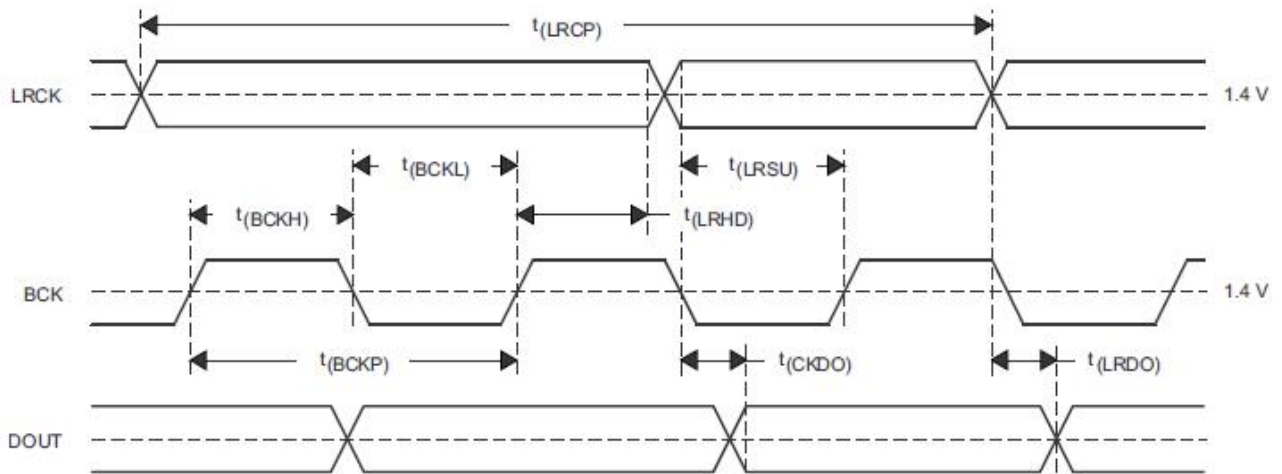 t(LRCP)
LRCK 1.4 V
t(BCKL) t(LRSU)
t(BCKH) t(LRHD)
BCK 1.4 V
t(BCKP) t(CKDO) t(LRDO)
DOUT